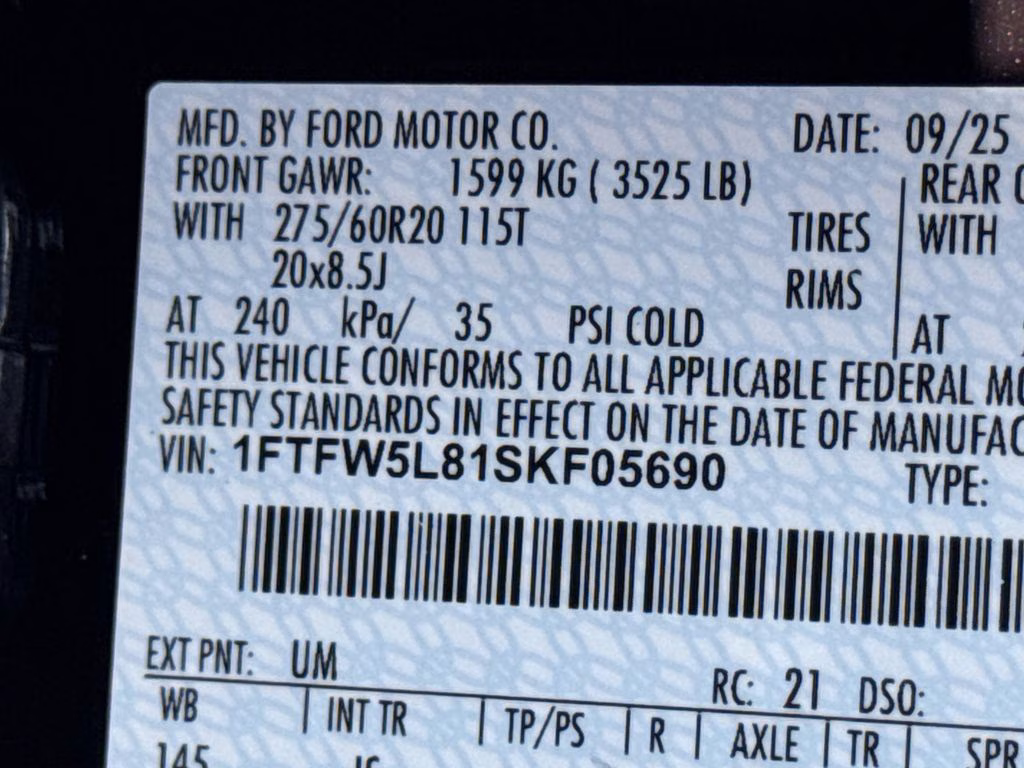 MFD. BY FORD MOTOR CO. DATE: 09/25
FRONT GAWR: 1599 KG ( 3525 LB) REAR
WITH 275/60R20 115T TIRES WITH
20x8.5J RIMS
AT 240 kPa/ 35 PSI COLD AT
THIS VEHICLE CONFORMS TO ALL APPLICABLE FEDERAL
SAFETY STANDARDS IN EFFECT ON THE DATE OF MANUFAC
VIN: 1FTFW5L81SKF05690 TYPE:
EXT PNT: UM RC: 21 DSO:
WB INT TR TP/PS R AXLE TR SPR
145